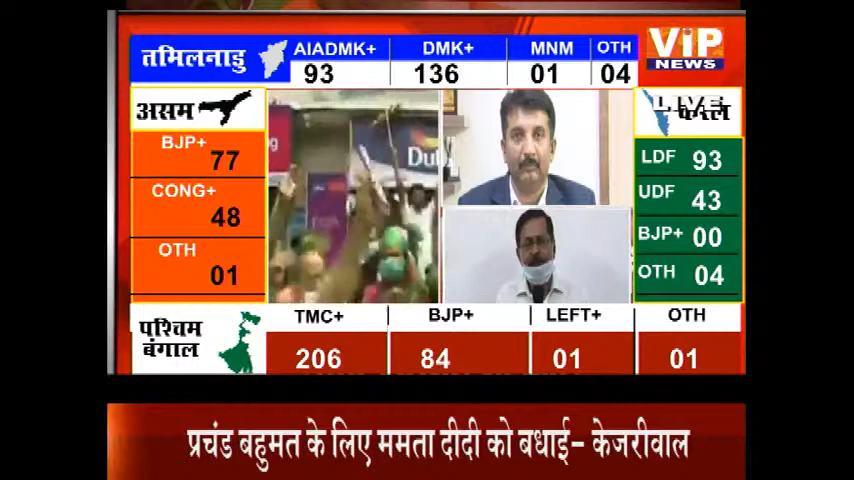 तमिलनाडु
AIADMK+ DMK+ MNM OTH
93 136 01 04
ViP
NEWS
असम
BJP+ 77
CONG+ 48
OTH 01
Dub
LIVE
LDF 93
UDF 43
BJP+ 00
OTH 04
पश्चिम
बंगाल
TMC+ BJP+ LEFT+ OTH
206 84 01 01
प्रचंड बहुमत के लिए ममता दीदी को बधाई- केजरीवाल